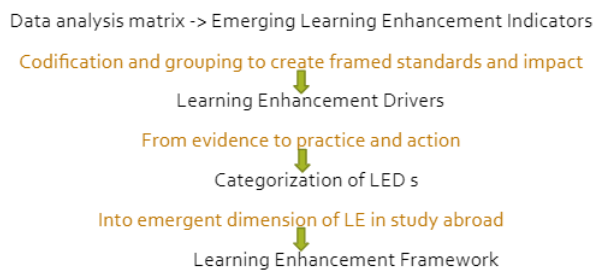 Data analysis matrix -> Emerging Learning Enhancement Indicators
Codification and grouping to create framed standards and impact
Learning Enhancement Drivers
From evidence to practice and action
Categorization of LED s
Into emergent dimension of LE in study abroad
Learning Enhancement Framework